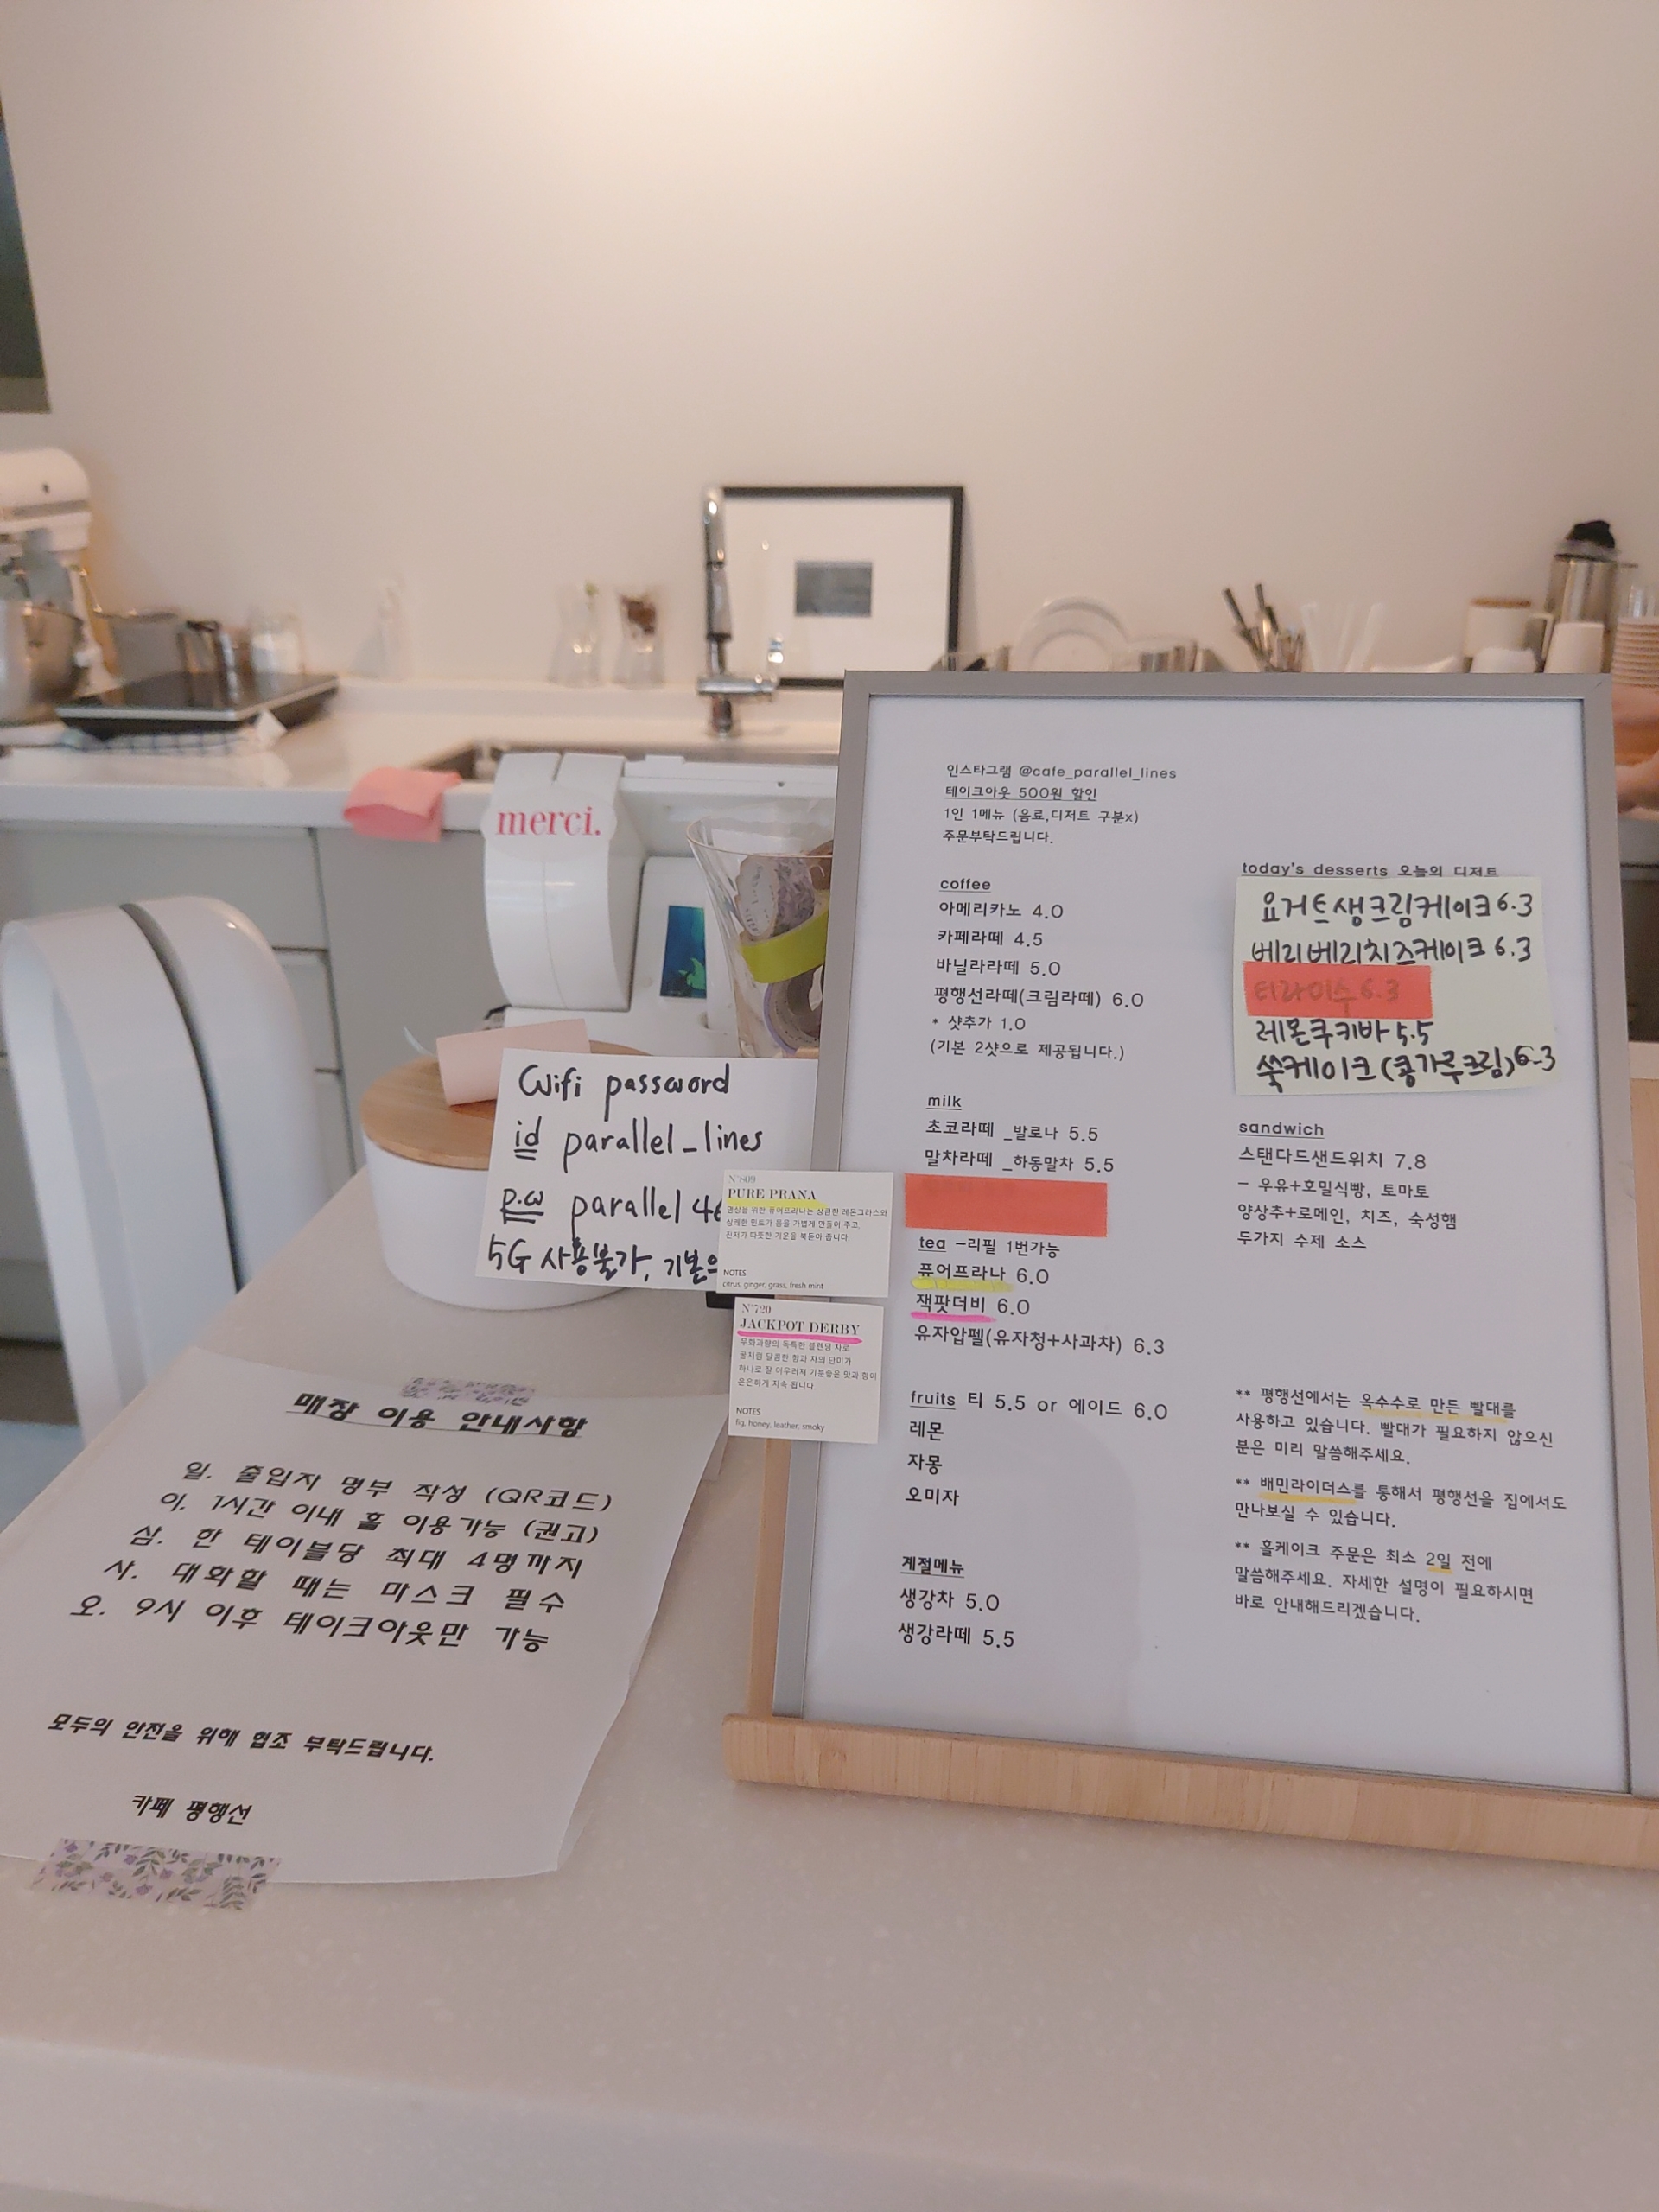 merci.
Wifi password
id parallel_lines
p.w parallel 46
5G 사용불가, 기본으
N°809
PURE PRANA
명상을 위한 퓨어프라나는 상큼한 레몬그라스와
상쾌한 민트가 몸을 가볍게 만들어 주고,
진저가 따뜻한 기운을 북돋아 줍니다.
NOTES
citrus, ginger, grass, fresh mint
N°720
JACKPOT DERBY
무화과향의 독특한 블렌딩 차로
꿀처럼 달콤한 향과 차의 단미가
하나로 잘 어우러져 기분좋은 맛과 향이
은은하게 지속 됩니다
NOTES
fig, honey, leather, smoky
매장 이용 안내사항
일. 출입자 명부 작성 (QR코드)
이. 1시간 이내 홀 이용가능 (권고)
삼. 한 테이블당 최대 4명까지
사. 대화할 때는 마스크 필수
오. 9시 이후 테이크아웃만 가능
모두의 안전을 위해 협조 부탁드립니다.
카페 평행선
인스타그램 @cafe_parallel_lines
테이크아웃 500원 할인
1인 1메뉴 (음료,디저트 구분x)
주문부탁드립니다.
coffee
아메리카노 4.0
카페라떼 4.5
바닐라라떼 5.0
평행선라떼(크림라떼) 6.0
* 샷추가 1.0
(기본 2샷으로 제공됩니다.)
milk
초코라떼 _발로나 5.5
말차라떼 _하동말차 5.5
tea -리필 1번가능
퓨어프라나 6.0
잭팟더비 6.0
유자압펠(유자청+사과차) 6.3
fruits 티 5.5 or 에이드 6.0
레몬
자몽
오미자
계절메뉴
생강차 5.0
생강라떼 5.5
today's desserts 오늘의 디저트
요거트생크림케이크 6.3
베리베리치즈케이크 6.3
티라미수 6.3
레몬쿠키바 5.5
쑥케이크(콩가루크림) 6.3
sandwich
스탠다드샌드위치 7.8
- 우유+호밀식빵, 토마토
양상추+로메인, 치즈, 숙성햄
두가지 수제 소스
** 평행선에서는 옥수수로 만든 빨대를
사용하고 있습니다. 빨대가 필요하지 않으신
분은 미리 말씀해주세요.
** 배민라이더스를 통해서 평행선을 집에서도
만나보실 수 있습니다.
** 홀케이크 주문은 최소 2일 전에
말씀해주세요. 자세한 설명이 필요하시면
바로 안내해드리겠습니다.